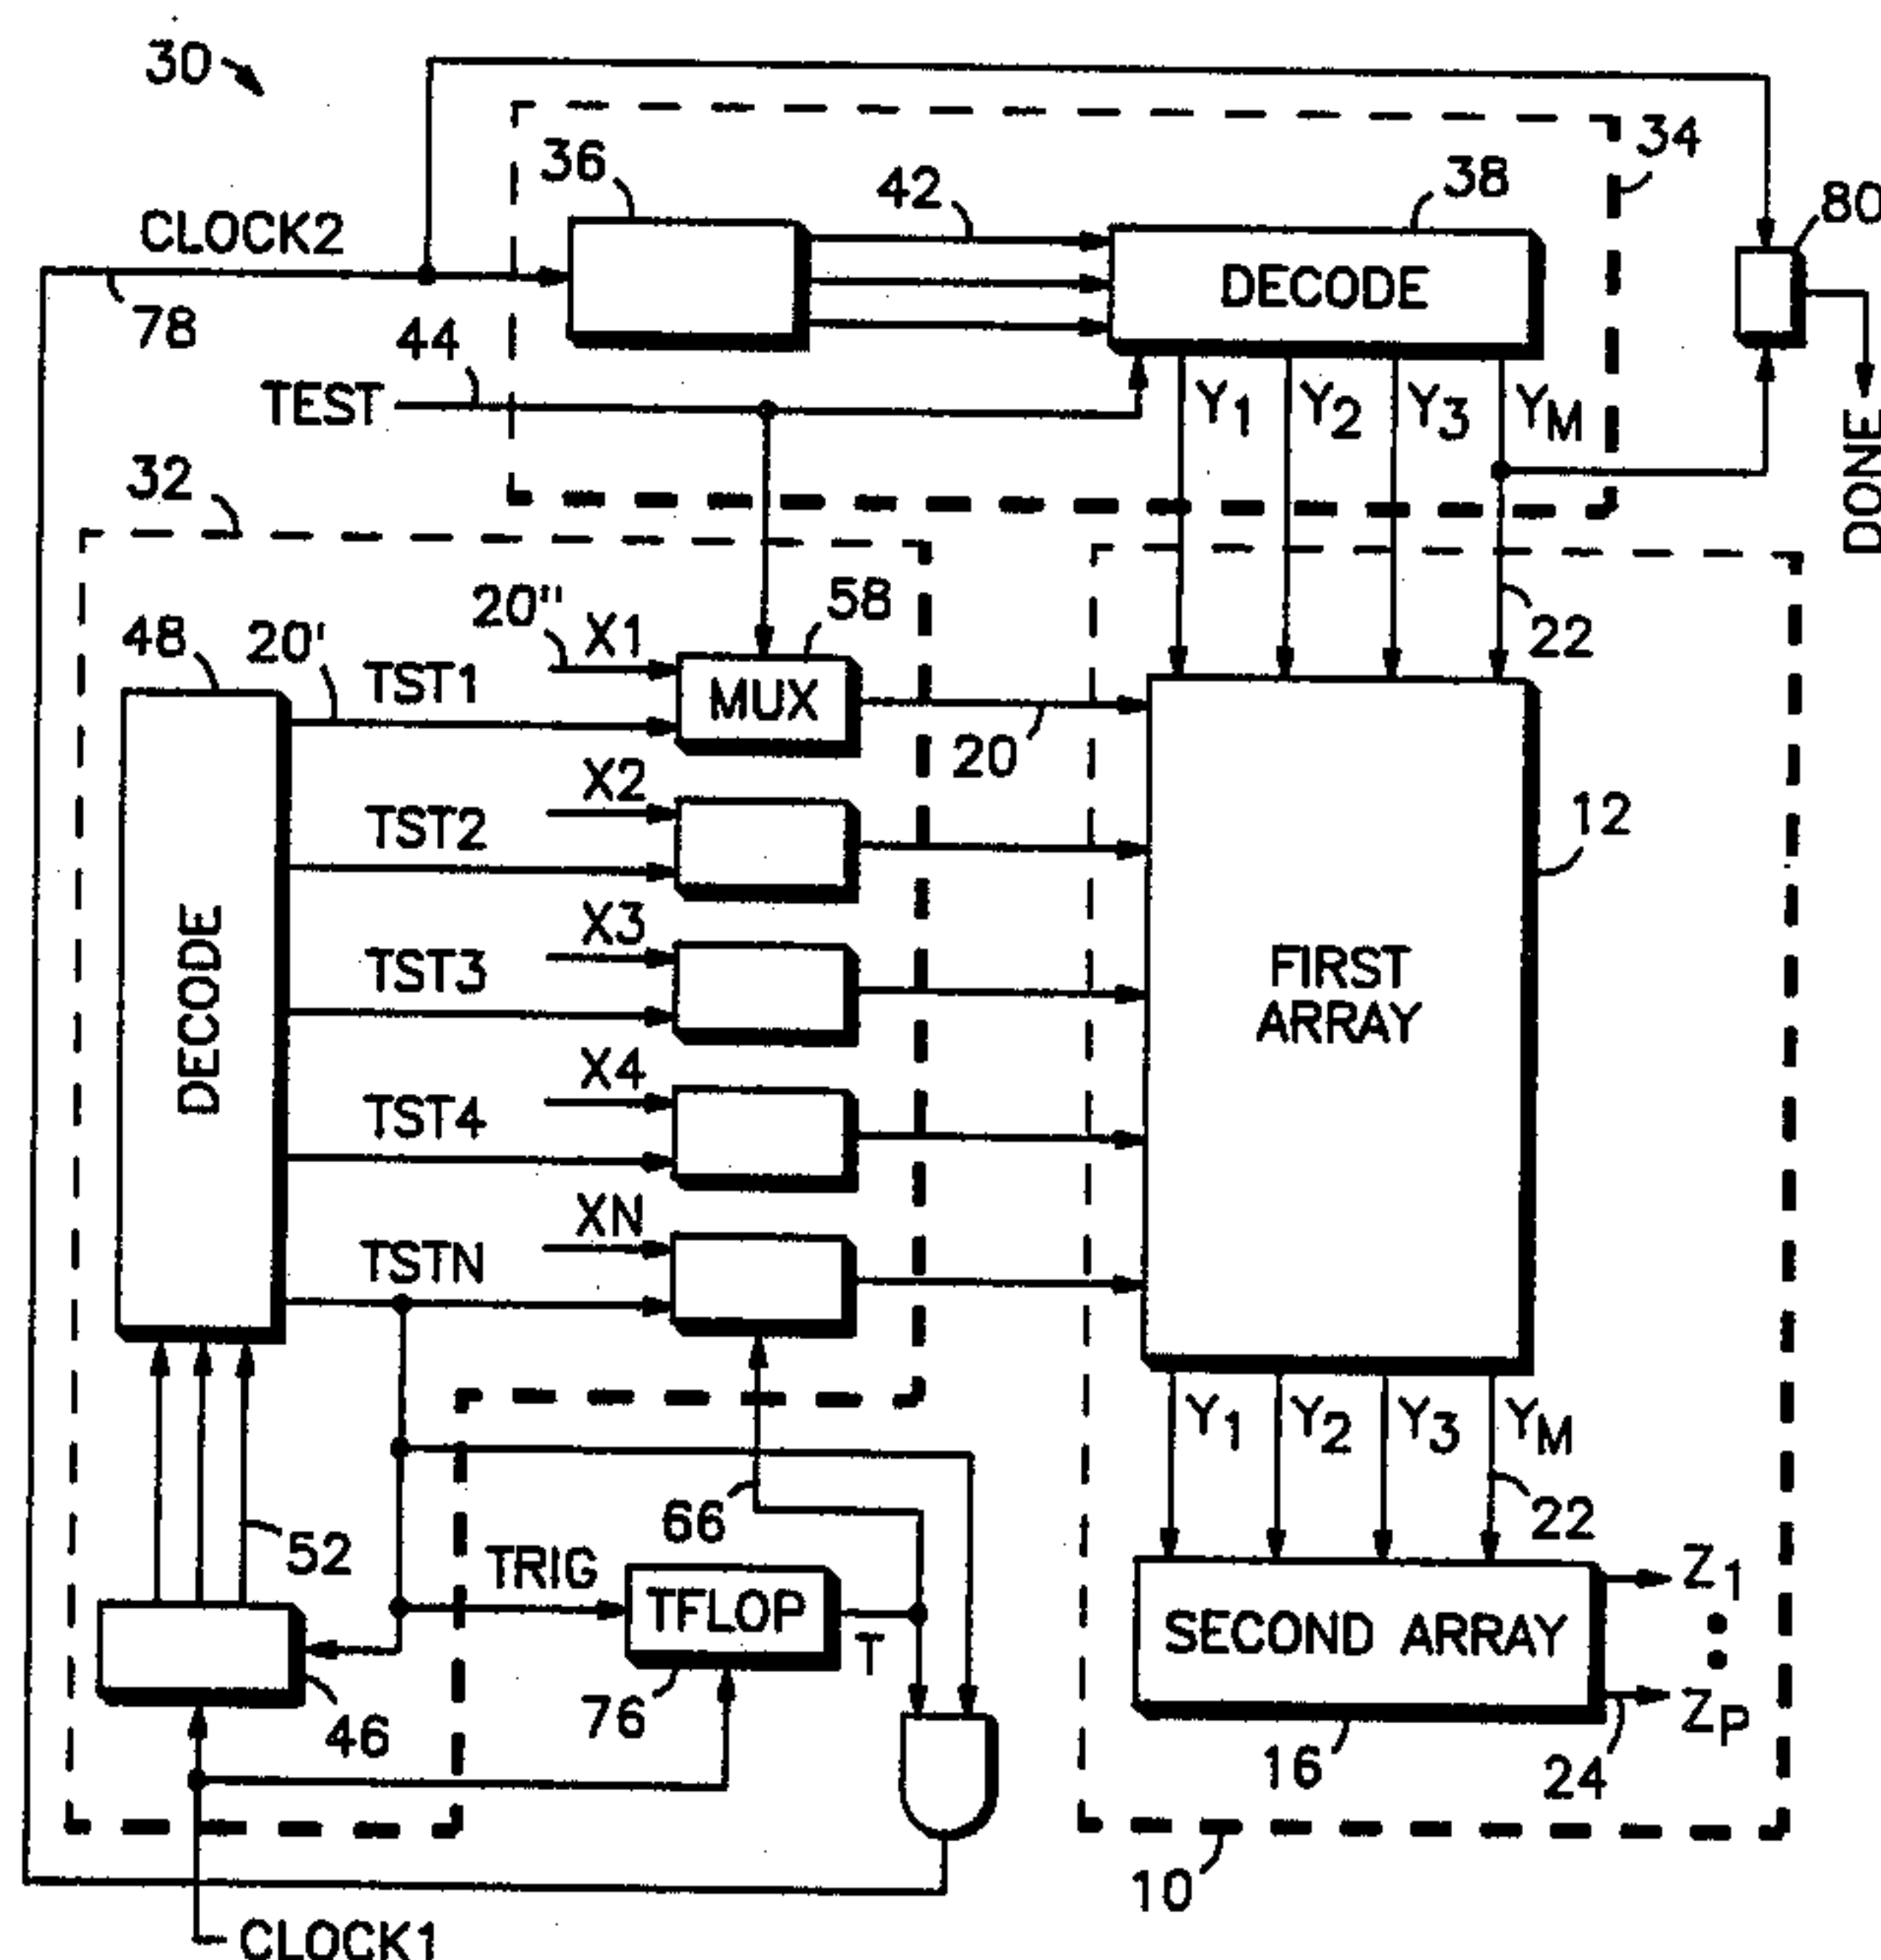 30
34
36
42
38
80
CLOCK2
DECODE
78
44
TEST
Y1
Y2
Y3
YM
DONE
32
20"
X1
58
22
48
20'
TST1
MUX
20
X2
TST2
12
X3
TST3
DECODE
FIRST
ARRAY
X4
TST4
XN
TSTN
Y1
Y2
Y3
YM
66
22
52
TRIG
TFLOP
T
Z1
SECOND ARRAY
ZP
76
46
16
24
10
CLOCK1